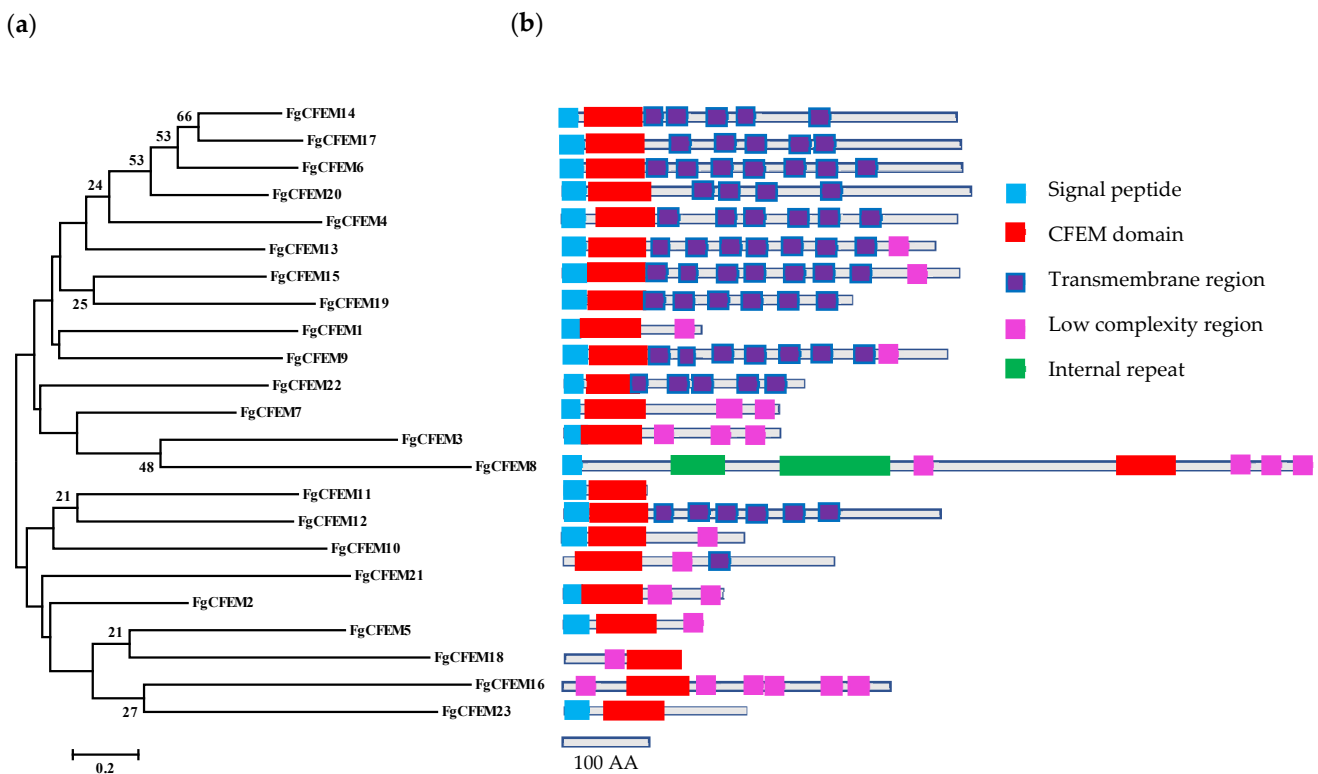 (a)
(b)
66
FgCFEM14
53
FgCFEM17
53
FgCFEM6
24
FgCFEM20
FgCFEM4
FgCFEM13
FgCFEM15
25
FgCFEM19
FgCFEM1
FgCFEM9
FgCFEM22
FgCFEM7
FgCFEM3
48
FgCFEM8
21
FgCFEM11
FgCFEM12
FgCFEM10
FgCFEM21
FgCFEM2
21
FgCFEM5
FgCFEM18
FgCFEM16
27
FgCFEM23
0.2
Signal peptide
CFEM domain
Transmembrane region
Low complexity region
Internal repeat
100 AA